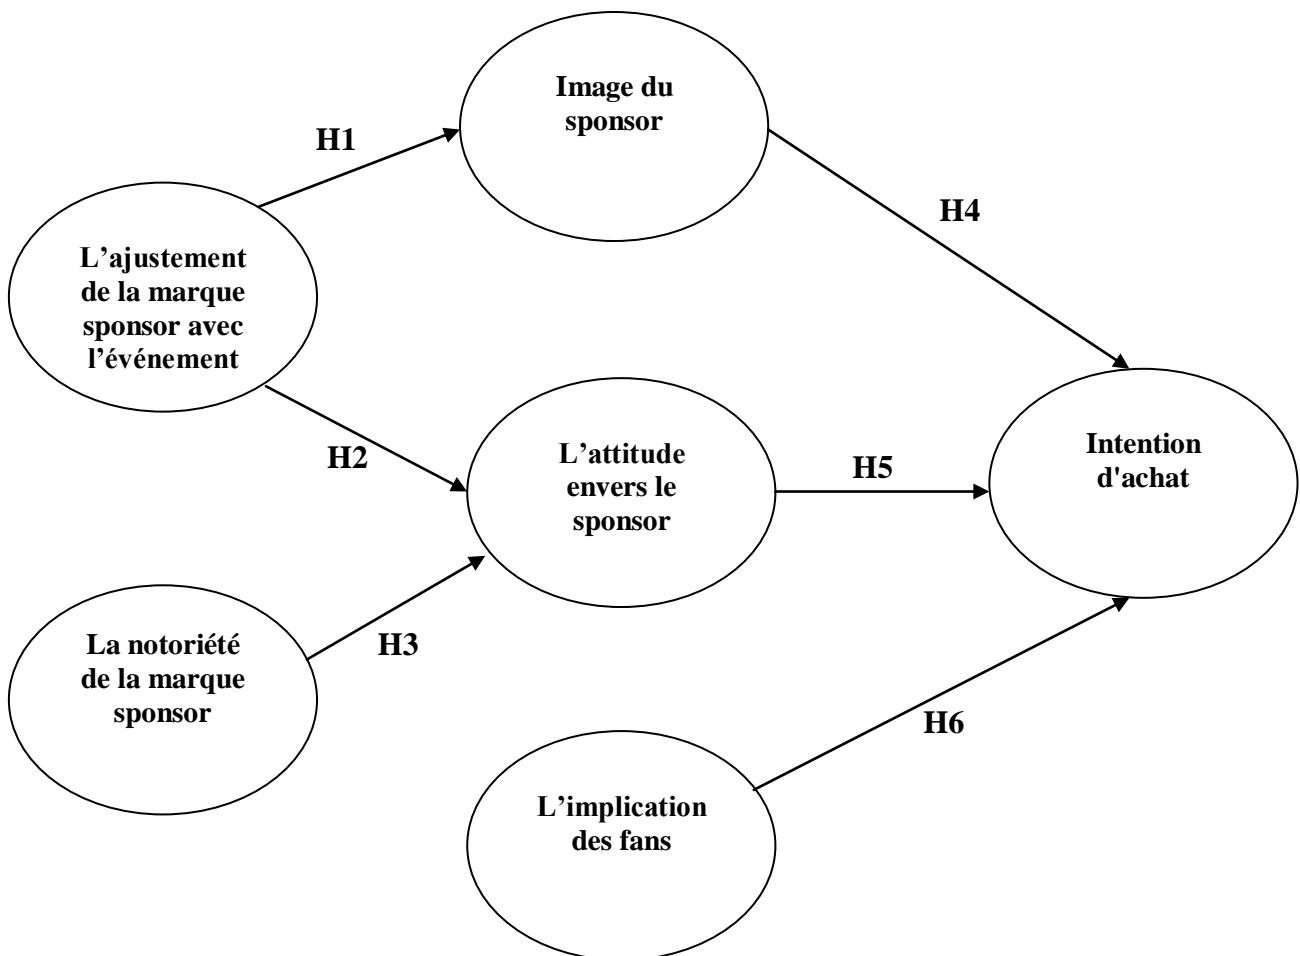 Image du
sponsor
H1
H4
L’ajustement
de la marque
sponsor avec
l’événement
H2
L’attitude
envers le
sponsor
H5
Intention
d'achat
La notoriété
de la marque
sponsor
H3
H6
L’implication
des fans